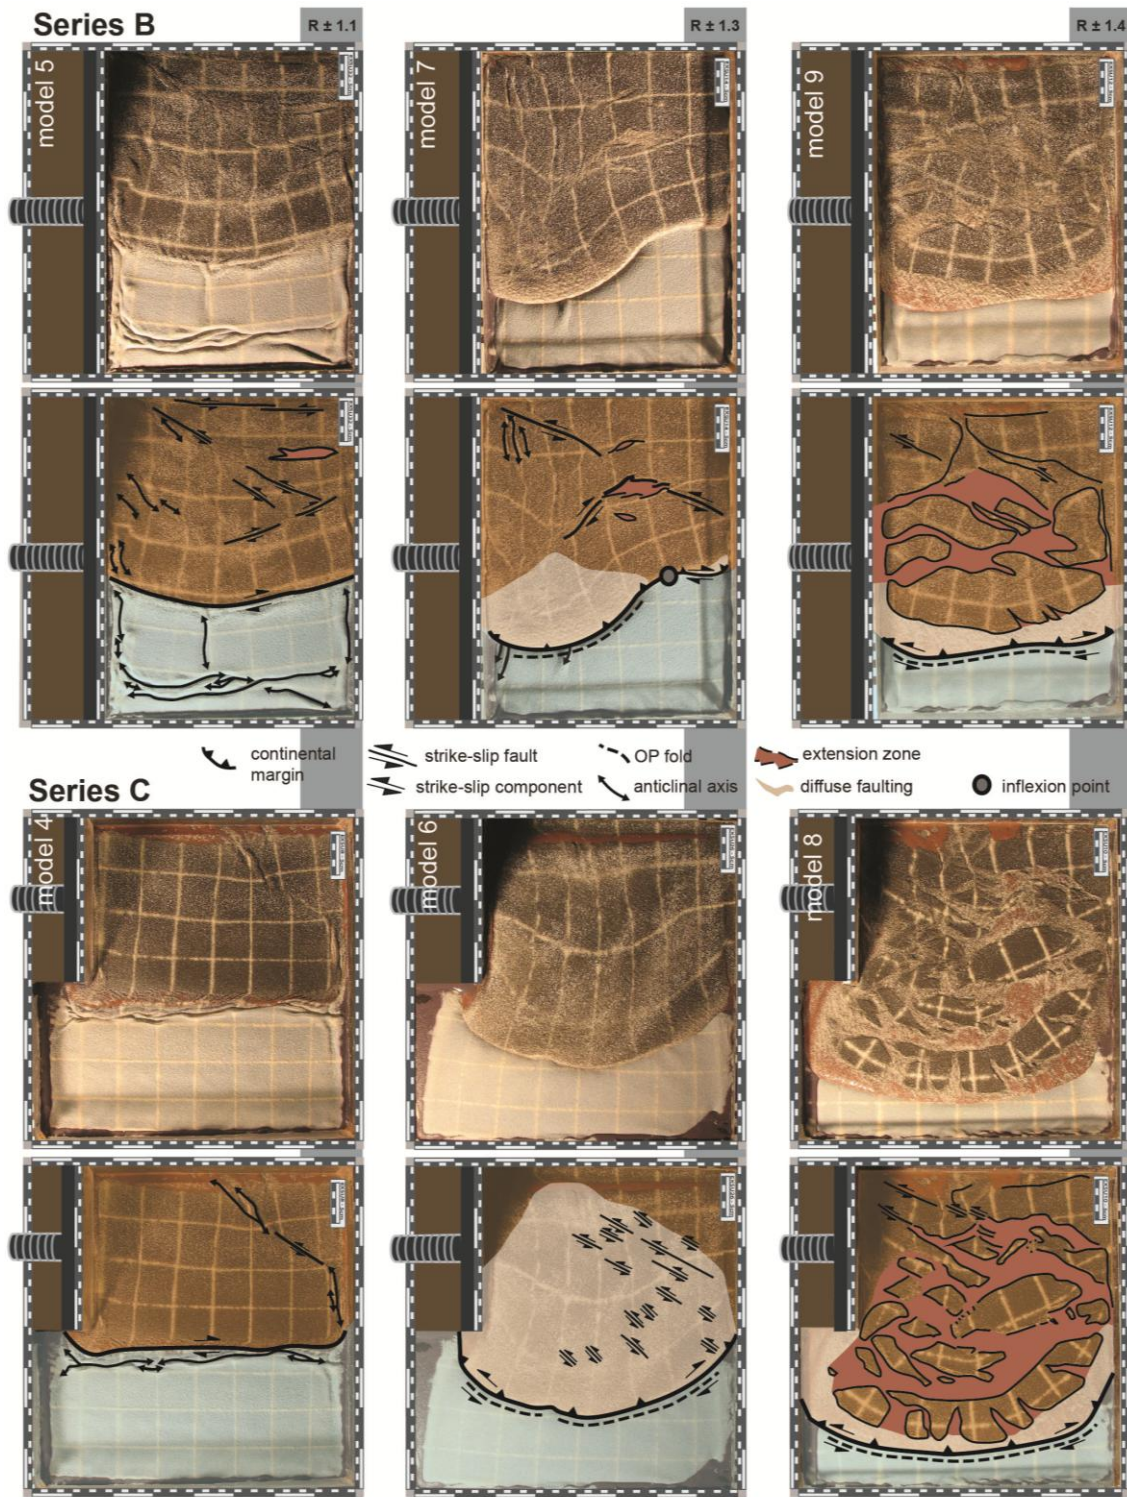 Series B
R ± 1.1
R ± 1.3
R ± 1.4
model 5
model 7
model 9
continental
margin
strike-slip fault
strike-slip component
OP fold
anticlinal axis
extension zone
diffuse faulting
inflexion point
Series C
model 4
model 6
model 8